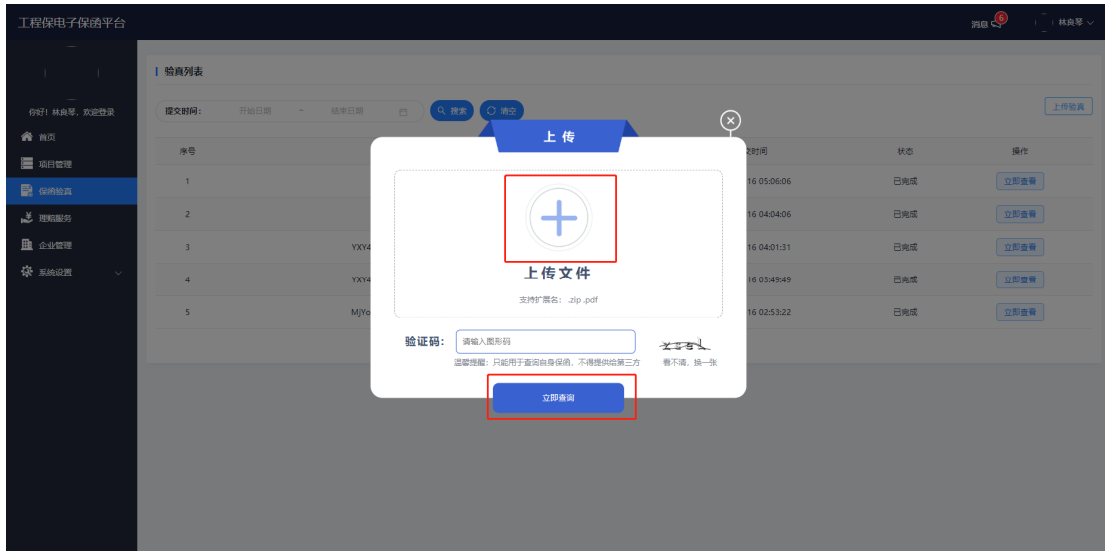 工程保电子保函平台
消息 6 林良琴
你好！林良琴，欢迎登录
首页
项目管理
保函验真
理赔服务
企业管理
系统设置
验真列表
提交时间： 开始日期 ~ 结束日期 搜索 清空 上传验真
序号 交时间 状态 操作
1 16 05:06:06 已完成 立即查看
2 16 04:04:06 已完成 立即查看
3 YXY4 16 04:01:31 已完成 立即查看
4 YXY4 16 03:49:49 已完成 立即查看
5 MjYo 16 02:53:22 已完成 立即查看
上传
上传文件
支持扩展名： .zip .pdf
验证码： 请输入图形码
温馨提醒：只能用于查询自身保函，不得提供给第三方 看不清，换一张
立即查询